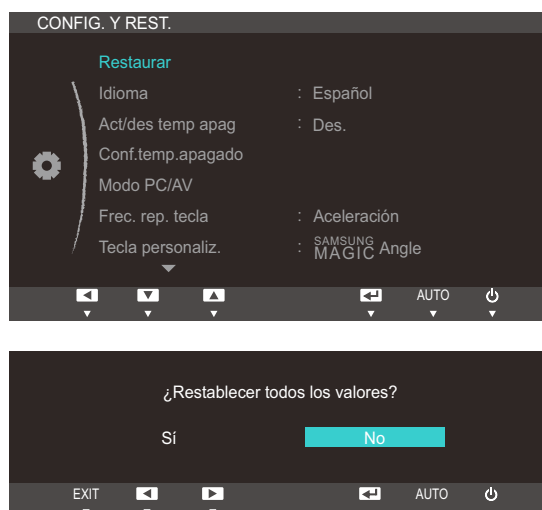 CONFIG. Y REST.
Restaurar
Idioma : Español
Act/des temp apag : Des.
Conf.temp.apagado
Modo PC/AV
Frec. rep. tecla : Aceleración
Tecla personaliz. : SAMSUNG MAGIC Angle
AUTO
¿Restablecer todos los valores?
Sí No
EXIT AUTO